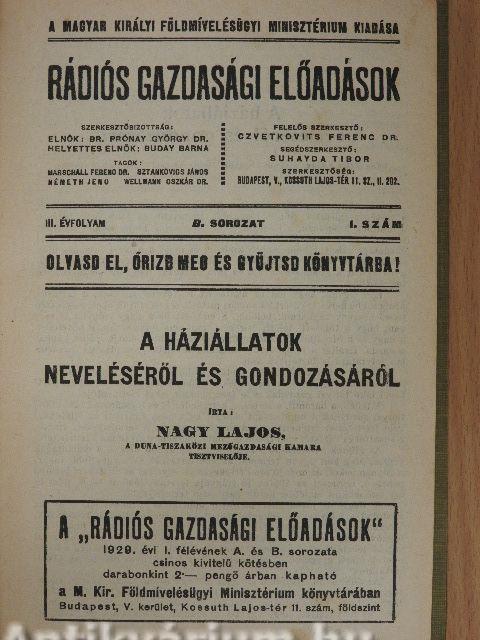 A MAGYAR KIRÁLYI FÖLDMÍVELÉSÜGYI MINISZTÉRIUM KIADÁSA
RÁDIÓS GAZDASÁGI ELŐADÁSOK
SZERKESZTŐBIZOTTSÁG:
ELNÖK: BR. PRÓNAY GYÖRGY DR.
HELYETTES ELNÖK: BUDAY BARNA
TAGOK:
MARSCHALL FERENC DR. SZTANKOVICS JÁNOS
NÉMETH JENŐ WELLMANN OSZKÁR DR.
FELELŐS SZERKESZTŐ:
CZVETKOVITS FERENC DR.
SEGÉDSZERKESZTŐ:
SUHAYDA TIBOR
SZERKESZTŐSÉG:
BUDAPEST, V., KOSSUTH LAJOS-TÉR 11. SZ., II. 202.
III. ÉVFOLYAM B. SOROZAT I. SZÁM
OLVASD EL, ŐRIZD MEG ÉS GYŰJTSD KÖNYVTÁRBA!
A HÁZIÁLLATOK
NEVELÉSÉRŐL ÉS GONDOZÁSÁRÓL
ÍRTA:
NAGY LAJOS,
A DUNA-TISZAKÖZI MEZŐGAZDASÁGI KAMARA
TISZTVISELŐJE.
A „RÁDIÓS GAZDASÁGI ELŐADÁSOK"
1929. évi I. félévének A. és B. sorozata
csinos kivitelű kötésben
darabonkint 2·— pengő árban kapható
a M. Kir. Földmívelésügyi Minisztérium könyvtárában
Budapest, V. kerület, Kossuth Lajos-tér 11. szám, földszint
Antikvarium.hu